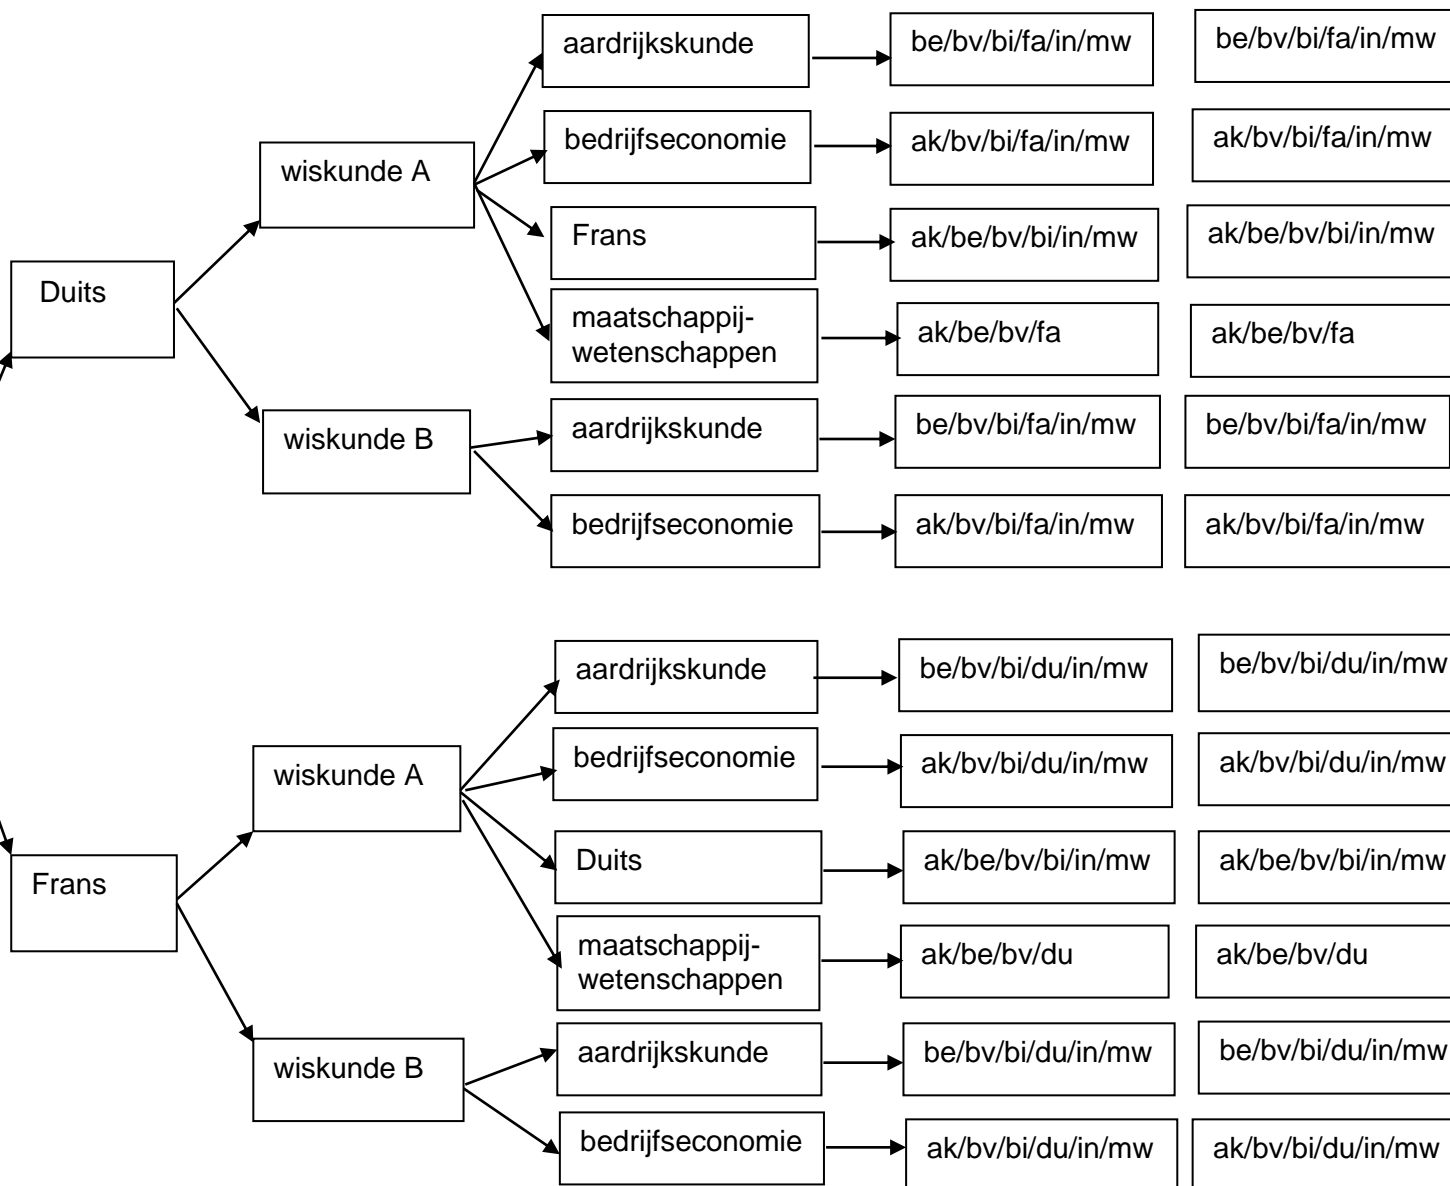 aardrijkskunde
be/bv/bi/fa/in/mw
be/bv/bi/fa/in/mw
bedrijfseconomie
ak/bv/bi/fa/in/mw
ak/bv/bi/fa/in/mw
wiskunde A
Frans
ak/be/bv/bi/in/mw
ak/be/bv/bi/in/mw
Duits
maatschappij-
wetenschappen
ak/be/bv/fa
ak/be/bv/fa
wiskunde B
aardrijkskunde
be/bv/bi/fa/in/mw
be/bv/bi/fa/in/mw
bedrijfseconomie
ak/bv/bi/fa/in/mw
ak/bv/bi/fa/in/mw
aardrijkskunde
be/bv/bi/du/in/mw
be/bv/bi/du/in/mw
wiskunde A
bedrijfseconomie
ak/bv/bi/du/in/mw
ak/bv/bi/du/in/mw
Frans
Duits
ak/be/bv/bi/in/mw
ak/be/bv/bi/in/mw
maatschappij-
wetenschappen
ak/be/bv/du
ak/be/bv/du
wiskunde B
aardrijkskunde
be/bv/bi/du/in/mw
be/bv/bi/du/in/mw
bedrijfseconomie
ak/bv/bi/du/in/mw
ak/bv/bi/du/in/mw